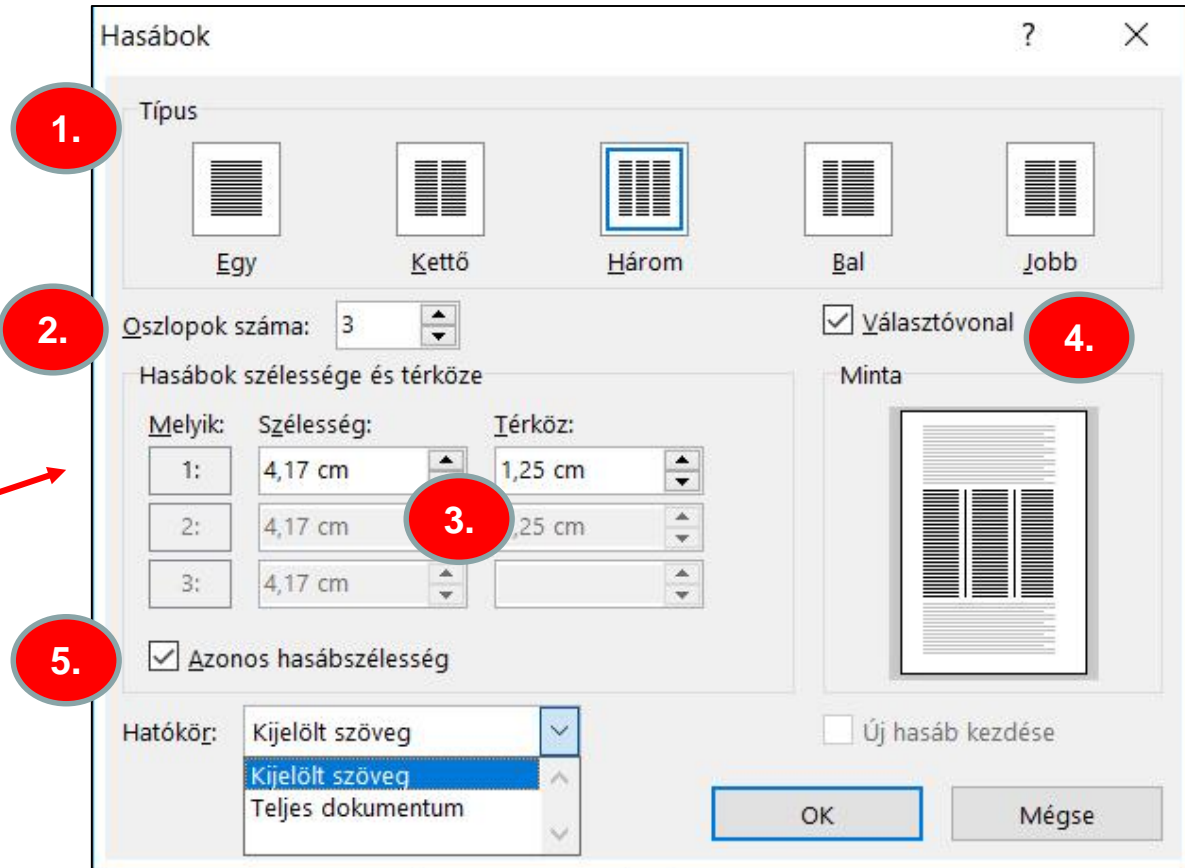 Hasábok ?
1.
Típus
Egy Kettő Három Bal Jobb
2.
Oszlopok száma: 3
Választóvonal
4.
Hasábok szélessége és térköze
Minta
Melyik: Szélesség: Térköz:
1: 4,17 cm 1,25 cm
3.
2: 4,17 cm ,25 cm
3: 4,17 cm
5.
Azonos hasábszélesség
Hatókör: Kijelölt szöveg
Új hasáb kezdése
Kijelölt szöveg
Teljes dokumentum
OK Mégse